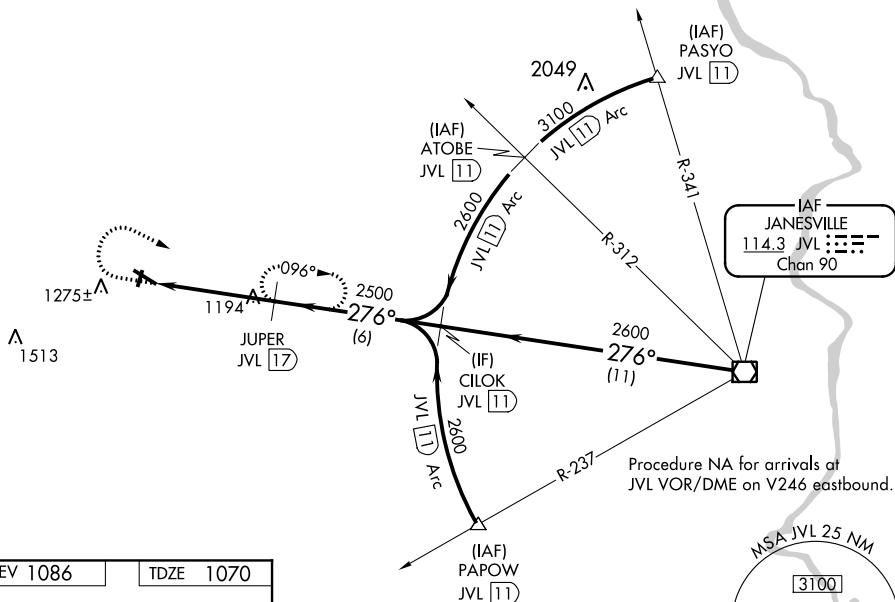 (IAF)
PASYO
JVL 11
2049
3100
JVL 11 Arc
(IAF)
ATOBE
JVL 11
2600
JVL 11 Arc
R-341
R-312
IAF
JANESVILLE
114.3 JVL
Chan 90
096°
2500
276°
(6)
1275±
1194
JUPER
JVL 17
1513
(IF)
CILOK
JVL 11
2600
276°
(11)
JVL 11 Arc
2600
R-237
Procedure NA for arrivals at
JVL VOR/DME on V246 eastbound.
(IAF)
PAPOW
JVL 11
EV 1086
TDZE 1070
MSA JVL 25 NM
3100